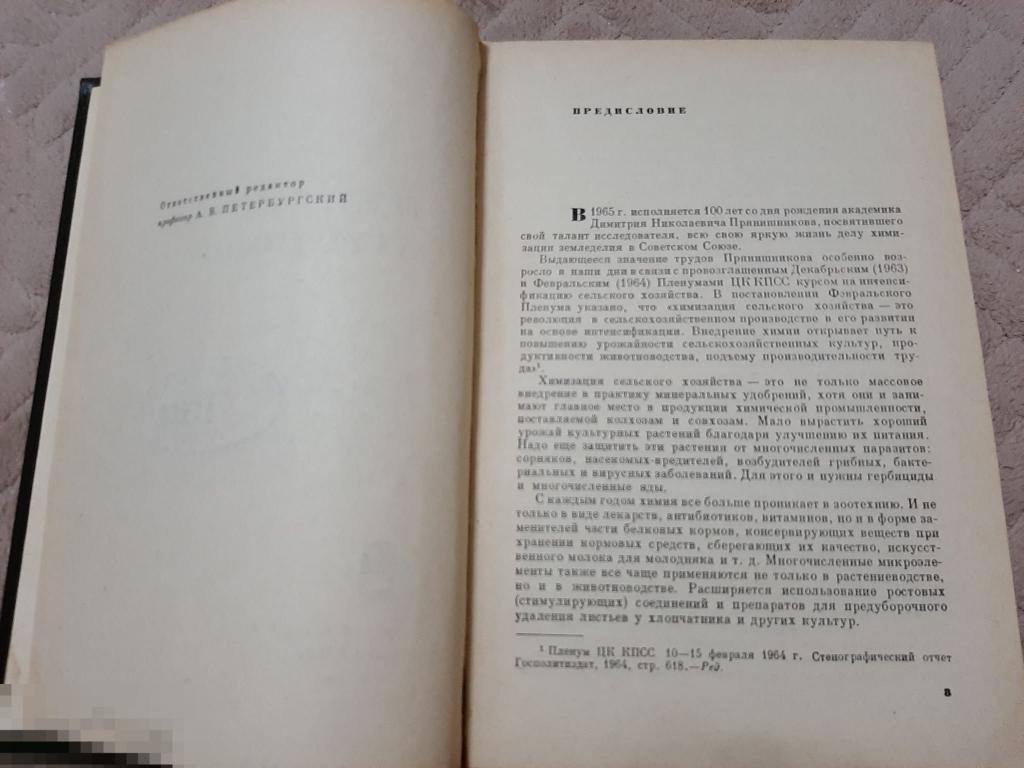 Ответственный редактор
профессор А. В. ПЕТЕРБУРГСКИЙ
ПРЕДИСЛОВИЕ
В 1965 г. исполняется 100 лет со дня рождения академика
Димитрия Николаевича Прянишникова, посвятившего
свой талант исследователя, всю свою яркую жизнь делу хими-
зации земледелия в Советском Союзе.
Выдающееся значение трудов Прянишникова особенно воз-
росло в наши дни в связи с провозглашенным Декабрьским (1963)
и Февральским (1964) Пленумами ЦК КПСС курсом на интенси-
фикацию сельского хозяйства. В постановлении Февральского
Пленума указано, что «химизация сельского хозяйства — это
революция в сельскохозяйственном производстве в его развитии
на основе интенсификации. Внедрение химии открывает путь к
повышению урожайности сельскохозяйственных культур, про-
дуктивности животноводства, подъему производительности тру-
да»¹.
Химизация сельского хозяйства — это не только массовое
внедрение в практику минеральных удобрений, хотя они и зани-
мают главное место в продукции химической промышленности,
поставляемой колхозам и совхозам. Мало вырастить хороший
урожай культурных растений благодаря улучшению их питания.
Надо еще защитить эти растения от многочисленных паразитов:
сорняков, насекомых-вредителей, возбудителей грибных, бакте-
риальных и вирусных заболеваний. Для этого и нужны гербициды
и многочисленные яды.
С каждым годом химия все больше проникает в зоотехнию. И не
только в виде лекарств, антибиотиков, витаминов, но и в форме за-
менителей части белковых кормов, консервирующих веществ при
хранении кормовых средств, сберегающих их качество, искусст-
венного молока для молодняка и т. д. Многочисленные микроэле-
менты также все чаще применяются не только в растениеводстве,
но и в животноводстве. Расширяется использование ростовых
(стимулирующих) соединений и препаратов для предуборочного
удаления листьев у хлопчатника и других культур.
¹ Пленум ЦК КПСС 10—15 февраля 1964 г. Стенографический отчет
Госполитиздат, 1964, стр. 618.—Ред.
3